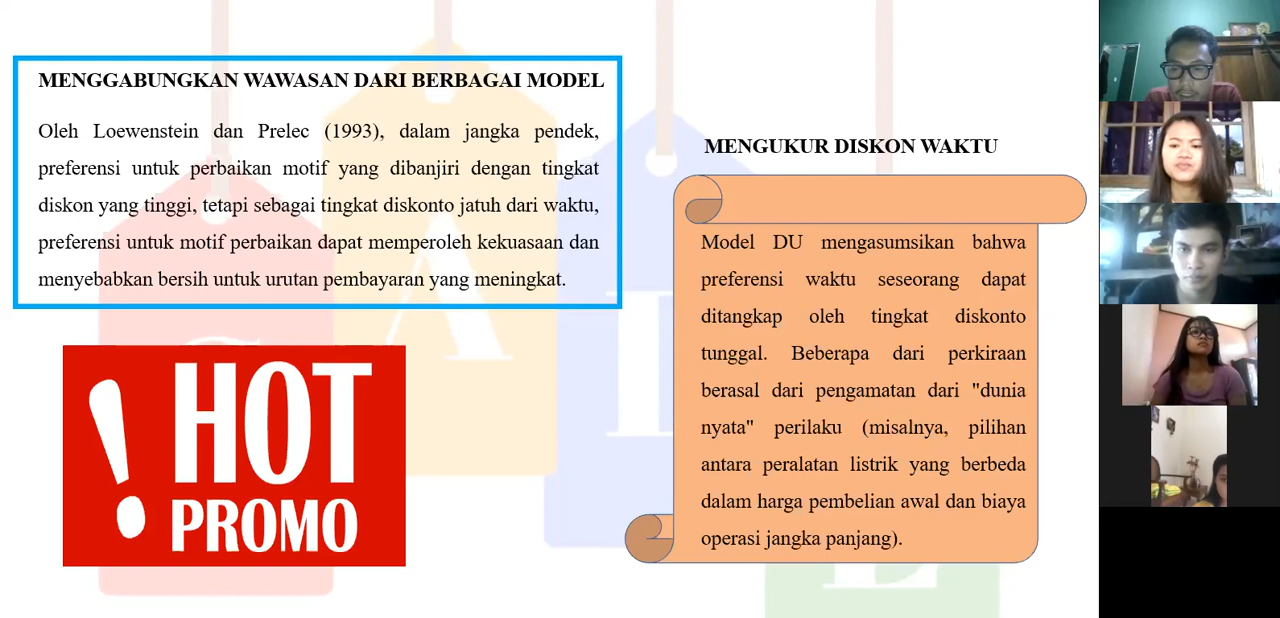 MENGGABUNGKAN WAWASAN DARI BERBAGAI MODEL
Oleh Loewenstein dan Prelec (1993), dalam jangka pendek,
preferensi untuk perbaikan motif yang dibanjiri dengan tingkat
diskon yang tinggi, tetapi sebagai tingkat diskonto jatuh dari waktu,
preferensi untuk motif perbaikan dapat memperoleh kekuasaan dan
menyebabkan bersih untuk urutan pembayaran yang meningkat.
! HOT
PROMO
MENGUKUR DISKON WAKTU
Model DU mengasumsikan bahwa
preferensi waktu seseorang dapat
ditangkap oleh tingkat diskonto
tunggal. Beberapa dari perkiraan
berasal dari pengamatan dari "dunia
nyata" perilaku (misalnya, pilihan
antara peralatan listrik yang berbeda
dalam harga pembelian awal dan biaya
operasi jangka panjang).